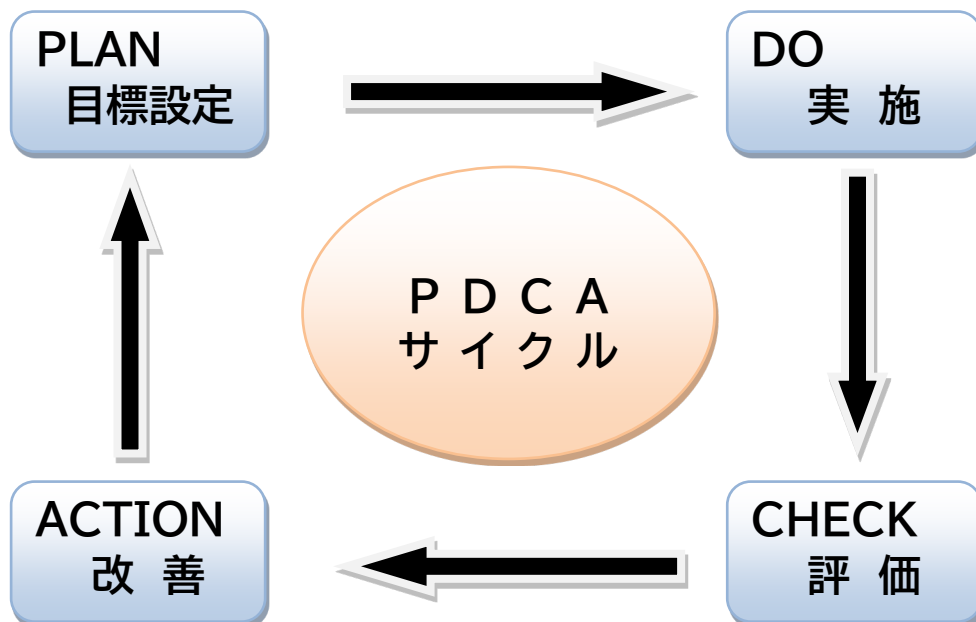 PLAN
目標設定
DO
実 施
PDCA
サイクル
ACTION
改 善
CHECK
評 価